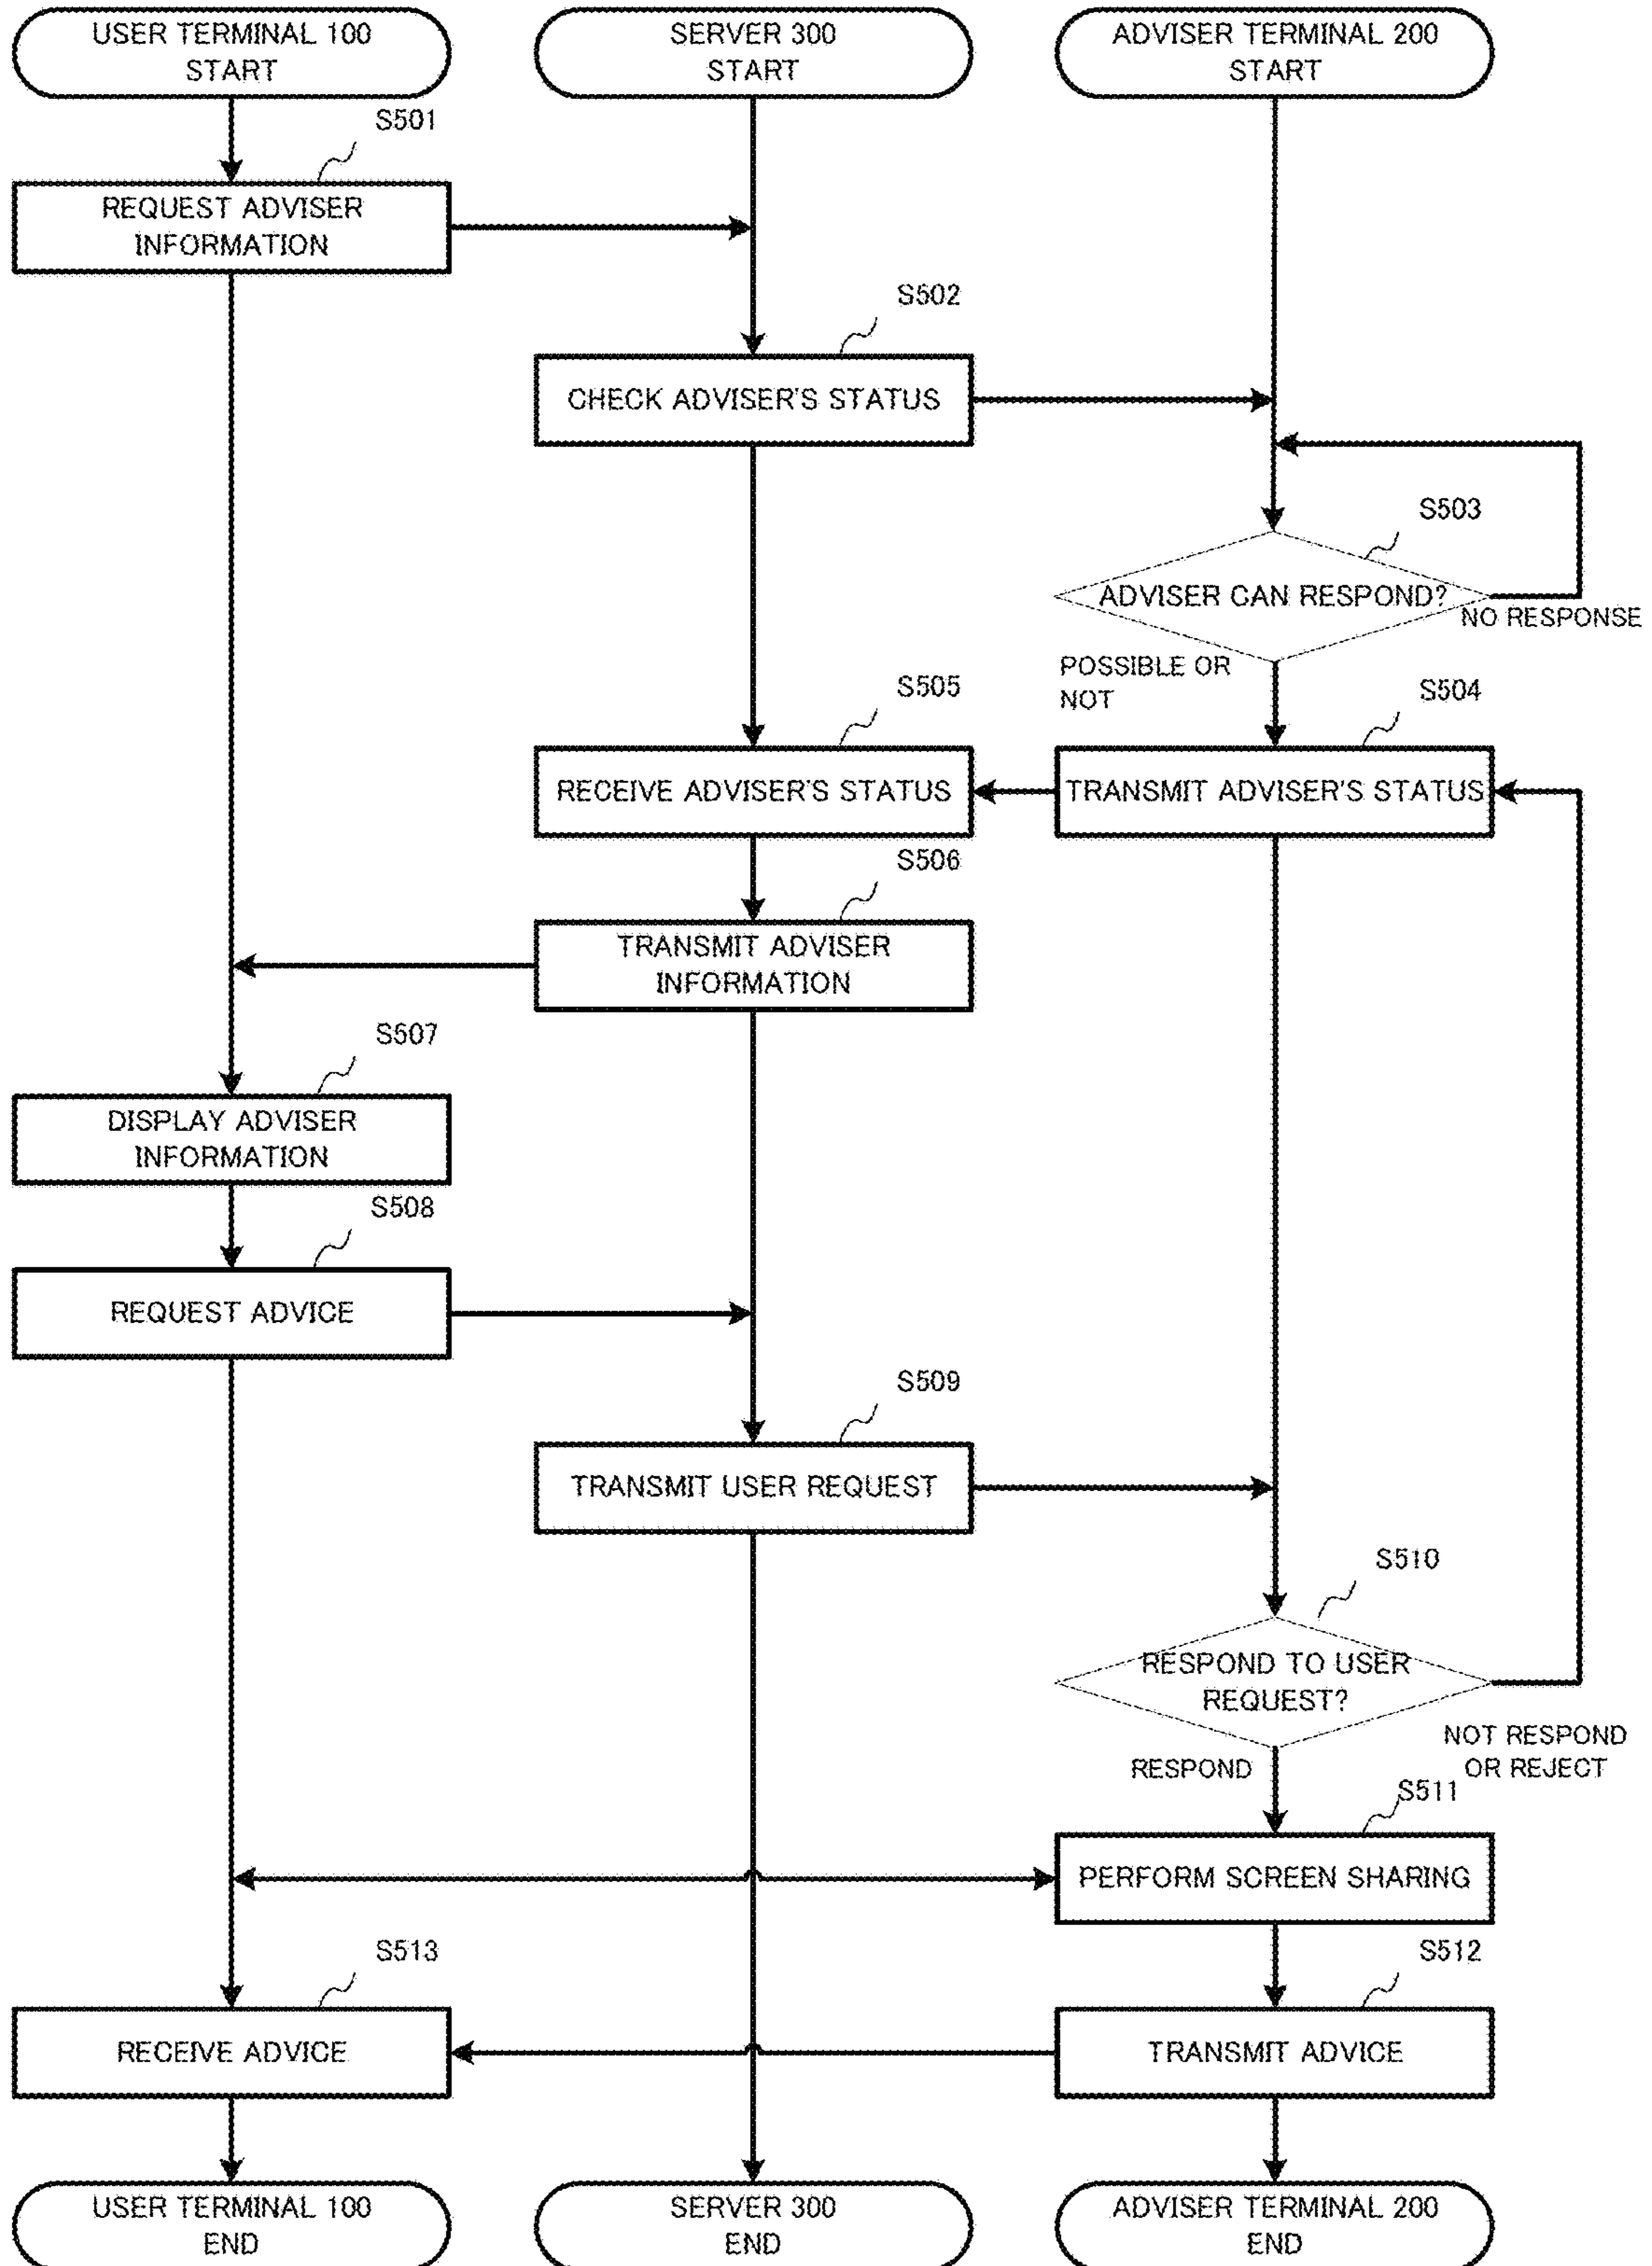 USER TERMINAL 100
START
SERVER 300
START
ADVISER TERMINAL 200
START
S501
REQUEST ADVISER
INFORMATION
S502
CHECK ADVISER'S STATUS
S503
ADVISER CAN RESPOND?
NO RESPONSE
POSSIBLE OR
NOT
S505
S504
RECEIVE ADVISER'S STATUS
TRANSMIT ADVISER'S STATUS
S506
TRANSMIT ADVISER
INFORMATION
S507
DISPLAY ADVISER
INFORMATION
S508
REQUEST ADVICE
S509
TRANSMIT USER REQUEST
S510
RESPOND TO USER
REQUEST?
NOT RESPOND
OR REJECT
RESPOND
S511
PERFORM SCREEN SHARING
S513
S512
RECEIVE ADVICE
TRANSMIT ADVICE
USER TERMINAL 100
END
SERVER 300
END
ADVISER TERMINAL 200
END